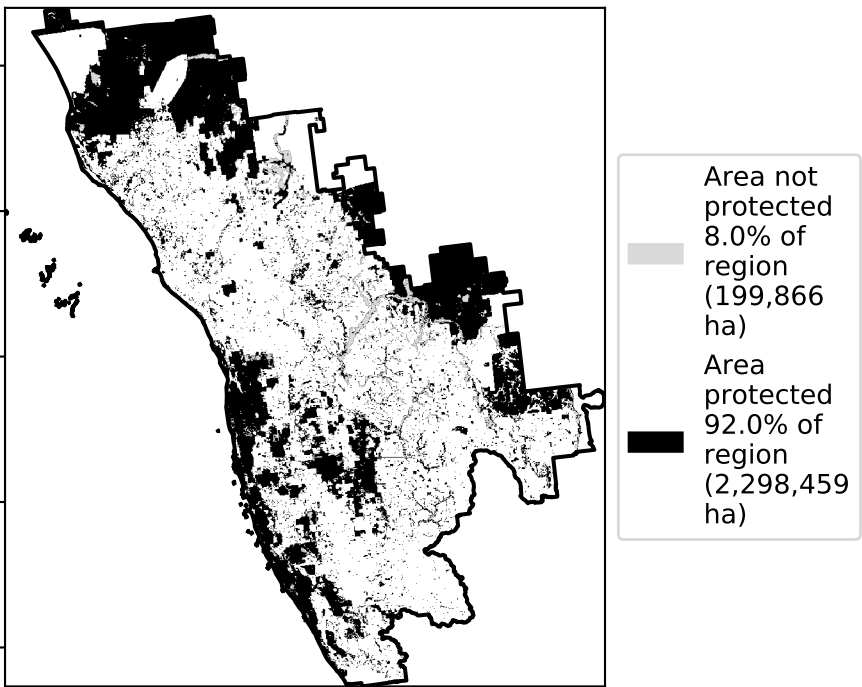 Area not
protected
8.0% of
region
(199,866
ha)
Area
protected
92.0% of
region
(2,298,459
ha)